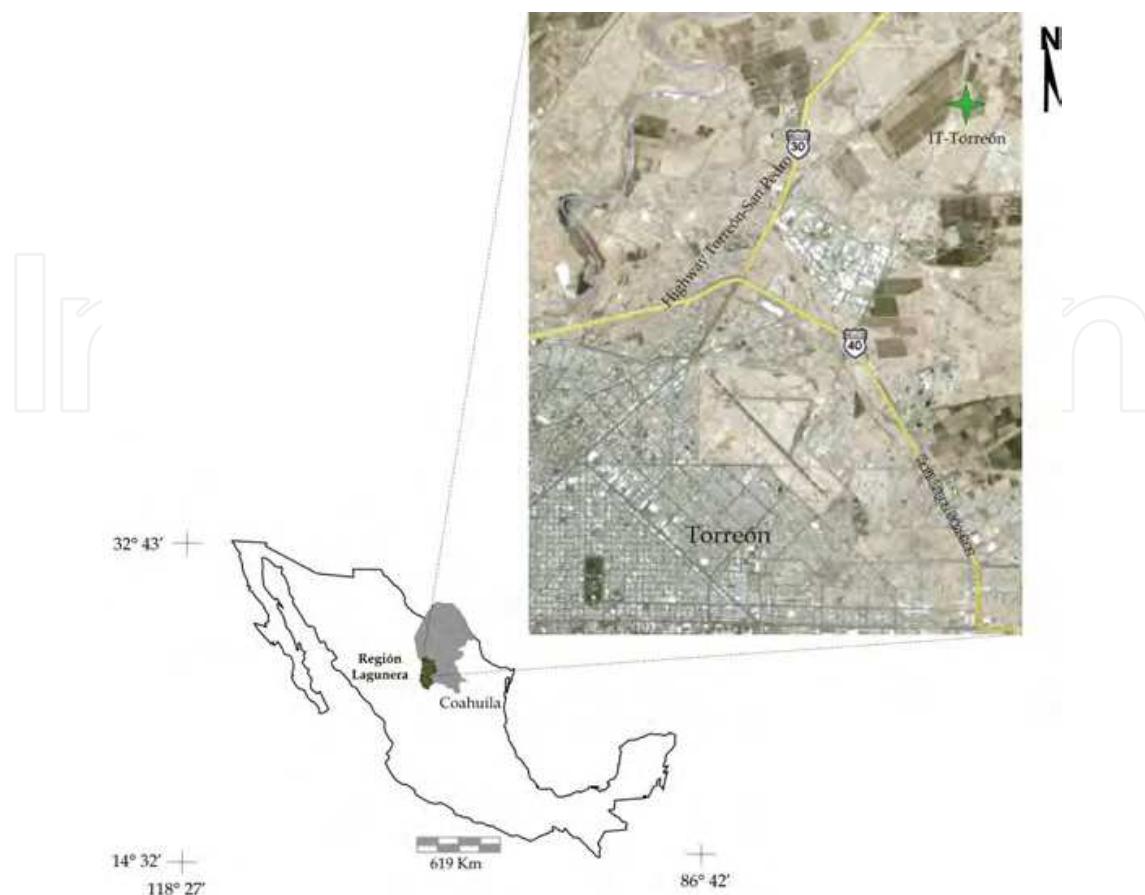 N
IT-Torreón
30
Highway Torreón-San Pedro
40
Torreón
32° 43’
Región
Lagunera
Coahuila
619 Km
14° 32’
118° 27’
86° 42’